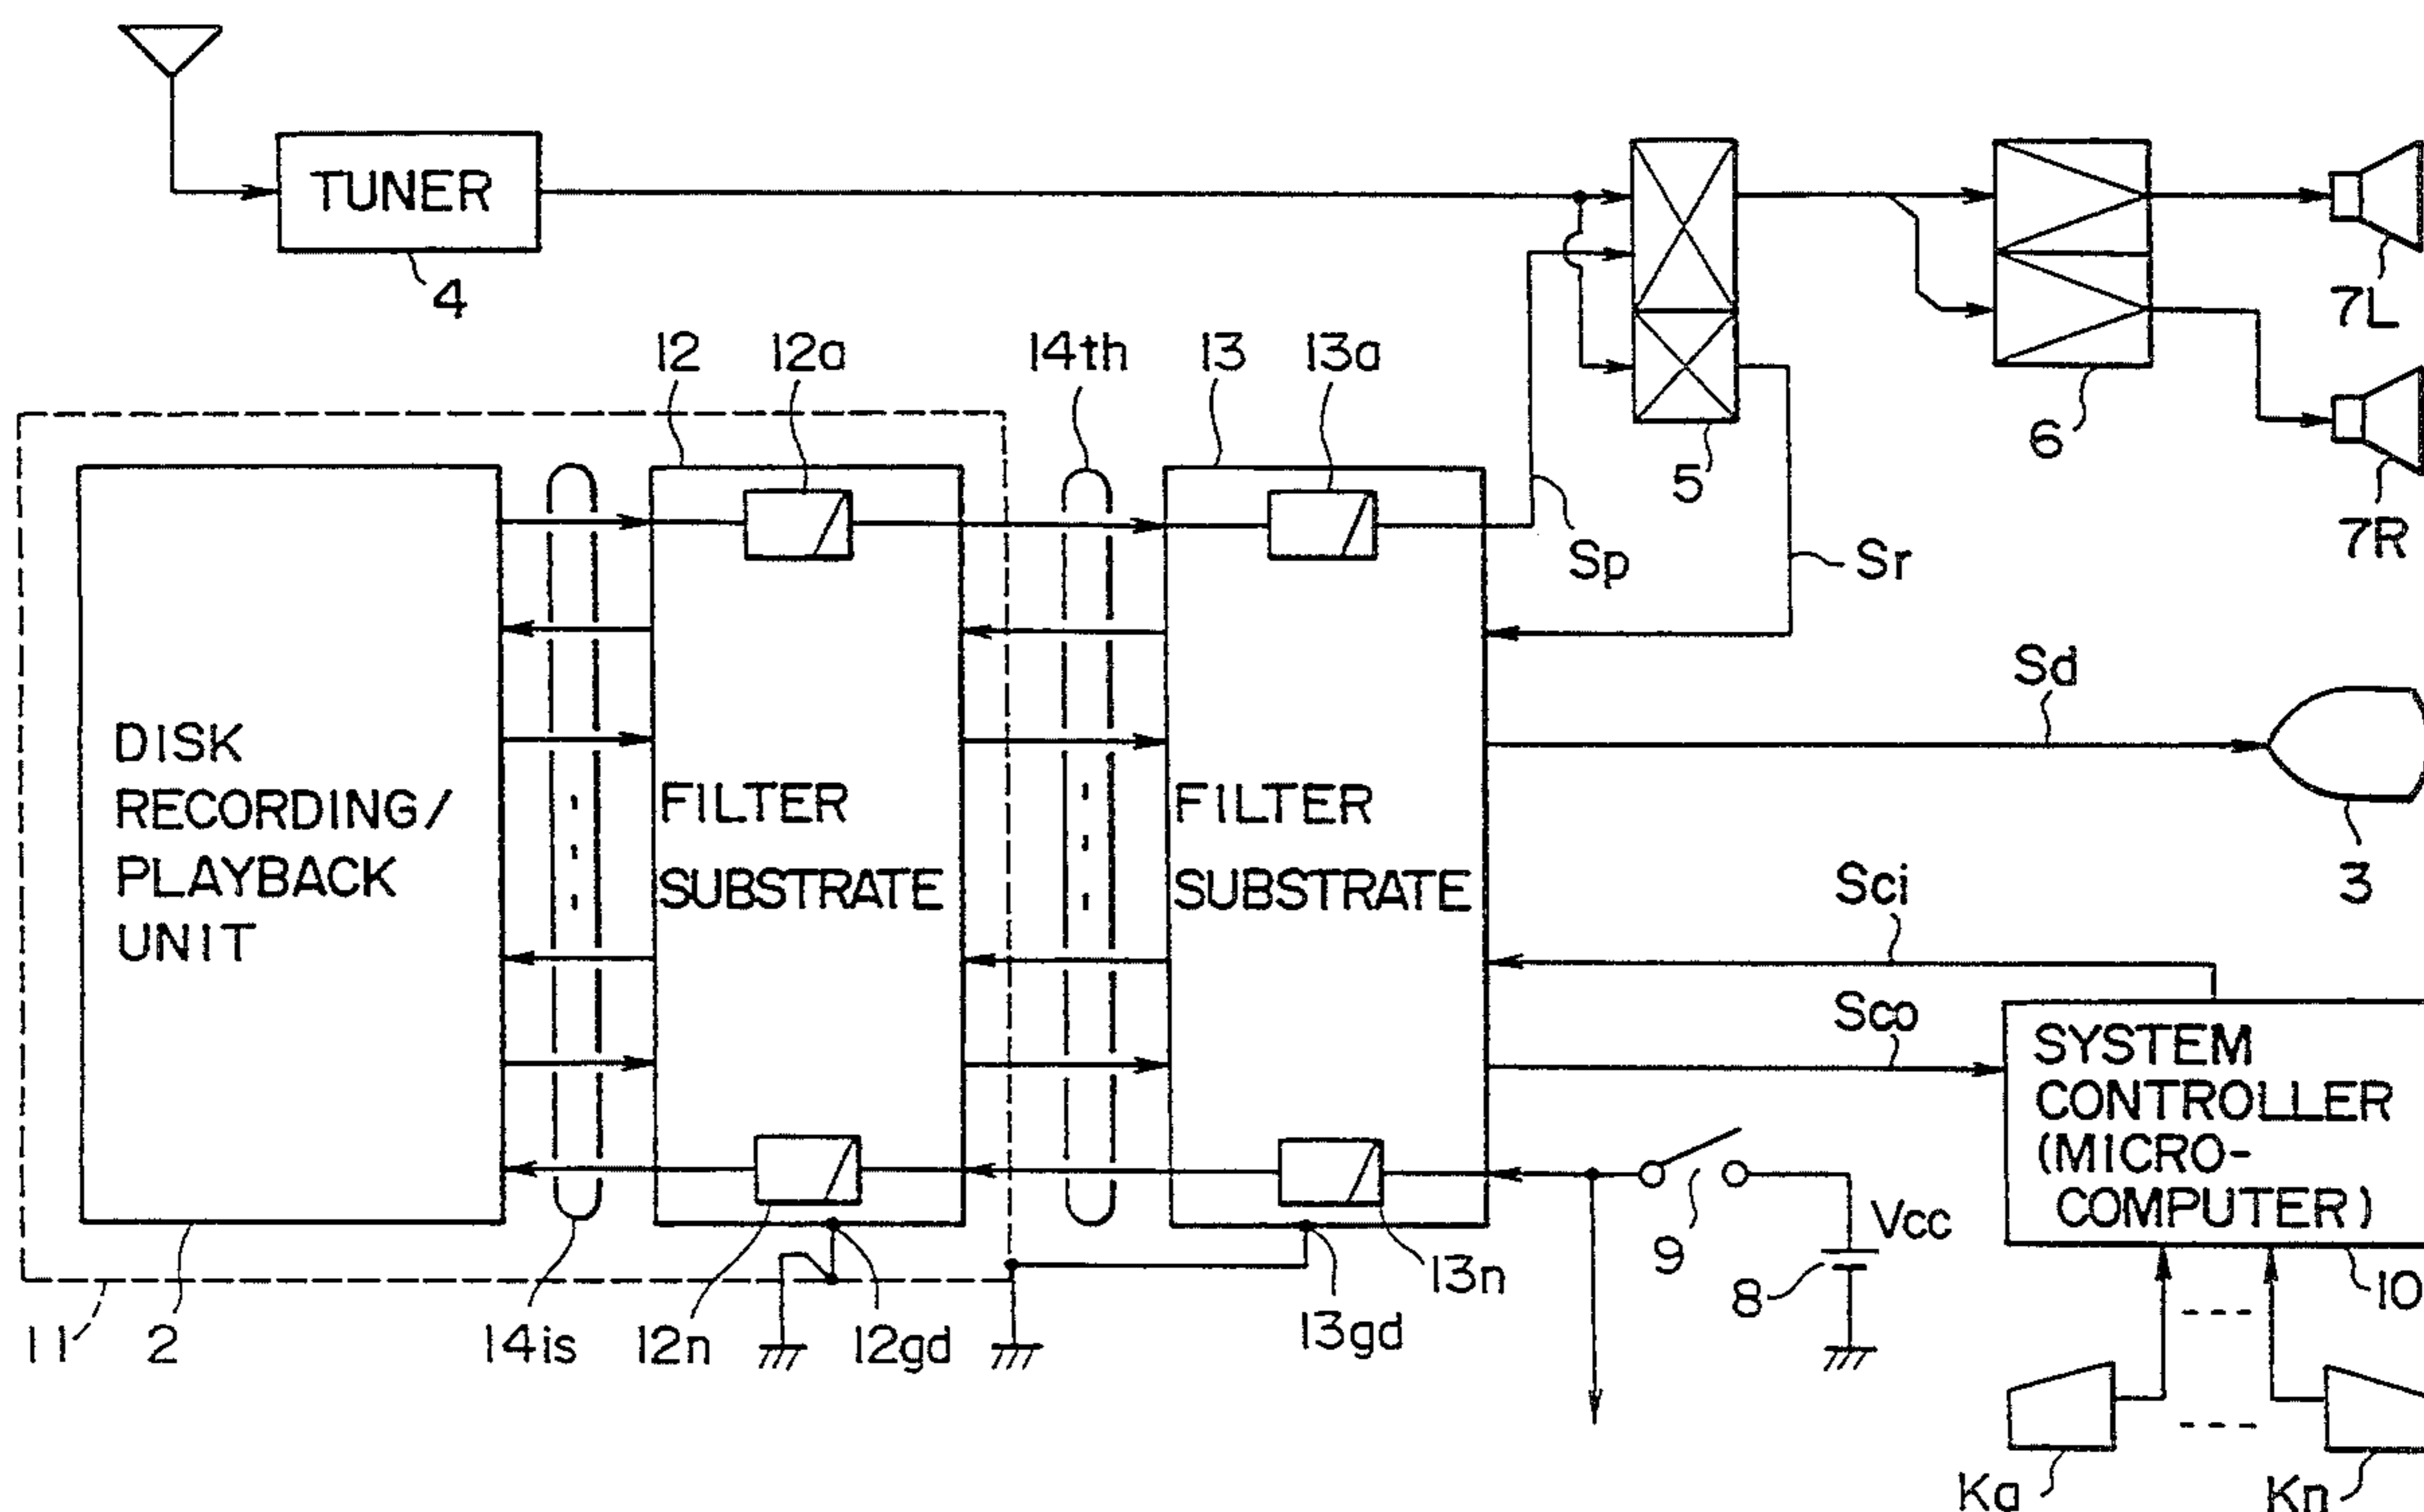 TUNER
4
7L
12
12a
14th
13
13a
5
6
7R
Sp
Sr
Sd
DISK
RECORDING/
PLAYBACK
UNIT
FILTER
SUBSTRATE
FILTER
SUBSTRATE
3
Sci
Sco
SYSTEM
CONTROLLER
(MICRO-
COMPUTER)
Vcc
9
8
13n
10
11
2
14is
12n
12gd
13gd
Ka
Kn